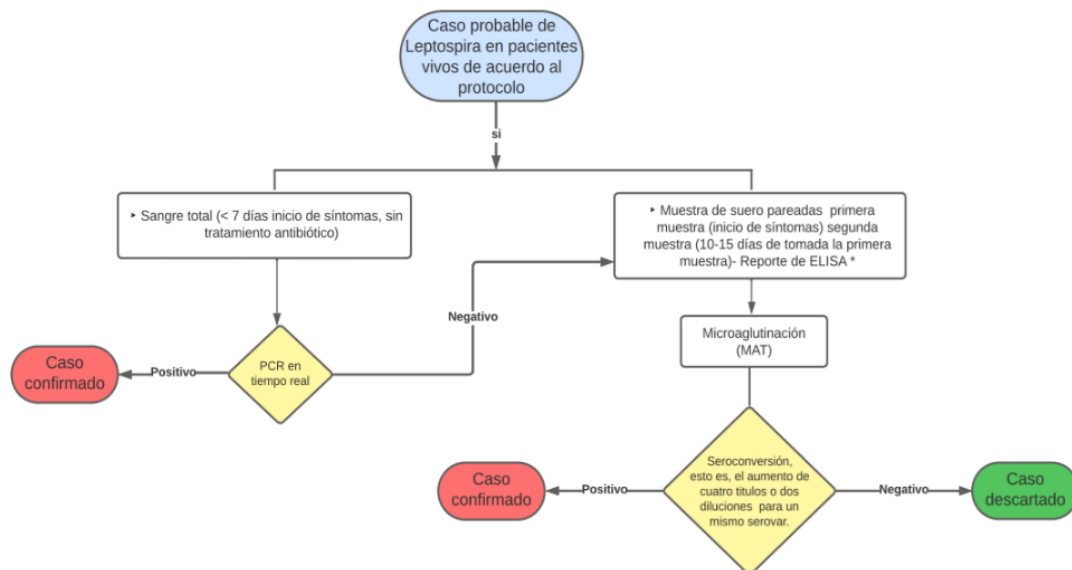 Caso probable de
Leptospira en pacientes
vivos de acuerdo al
protocolo
si
‣ Sangre total (< 7 días inicio de síntomas, sin
tratamiento antibiótico)
‣ Muestra de suero pareadas primera
muestra (inicio de síntomas) segunda
muestra (10-15 días de tomada la primera
muestra)- Reporte de ELISA *
Negativo
Microaglutinación
(MAT)
PCR en
tiempo real
Positivo
Caso
confirmado
Seroconversión,
esto es, el aumento de
cuatro titulos o dos
diluciones para un
mismo serovar.
Positivo
Caso
confirmado
Negativo
Caso
descartado